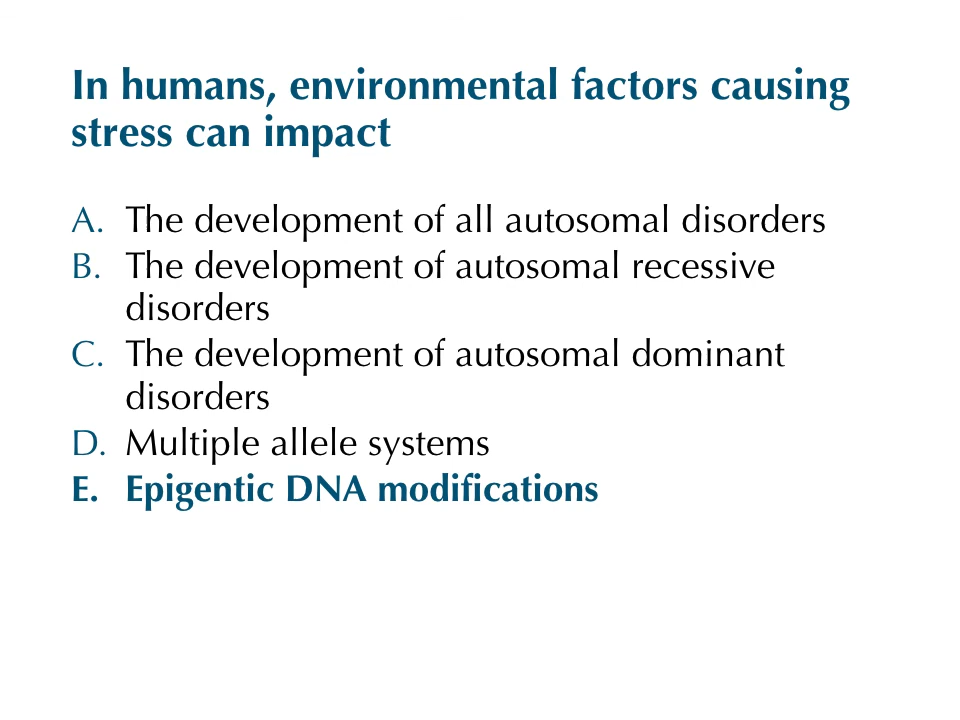 In humans, environmental factors causing
stress can impact
A. The development of all autosomal disorders
B. The development of autosomal recessive
disorders
C. The development of autosomal dominant
disorders
D. Multiple allele systems
E. Epigentic DNA modifications